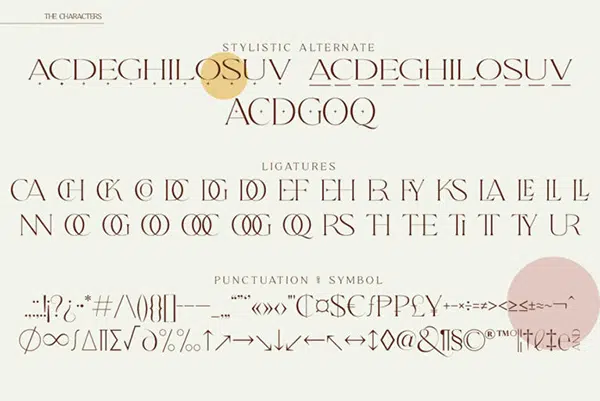 THE CHARACTERS
STYLISTIC ALTERNATE
ACDEGHILOSUV ACDEGHILOSUV
ACDGOQ
LIGATURES
CA CH CK CO DC DG DO EF EH ER FY KS LA LE LI LL
NN OC OG OO OOC OOG OQ RS TH TE TI TT TY UR
PUNCTUATION & SYMBOL
#/\(){}[] «»‹› $€ƒ £¥ +−×÷=≠><≥≤±≈~¬^
∞∫∆∏∑√∂%‰↑↗→↘↓↙←↖↔↕◊@&¶§©®™ †ℓ‡℮